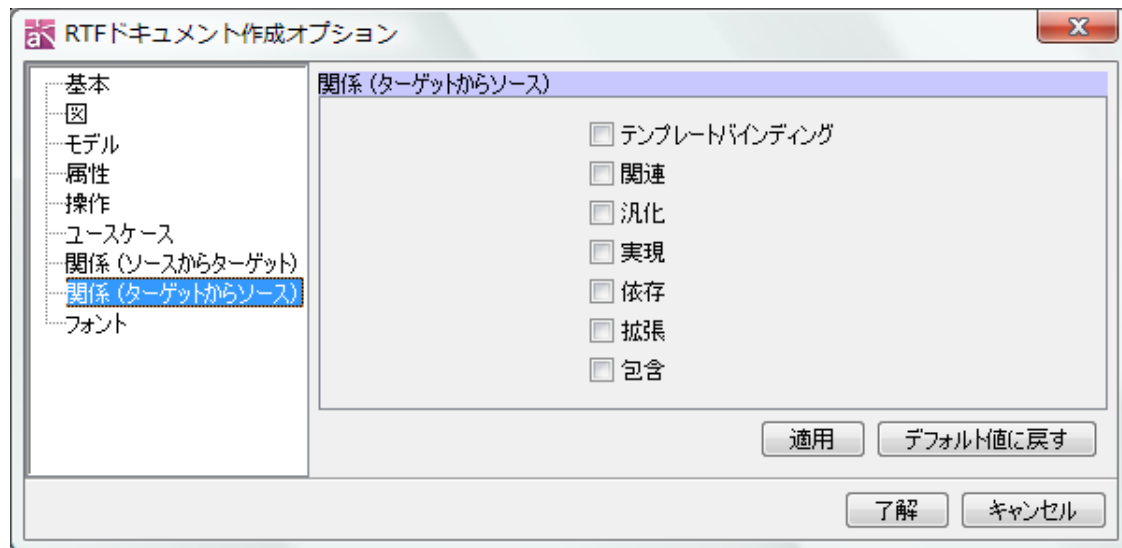 RTFドキュメント作成オプション
基本
図
モデル
属性
操作
ユースケース
関係 (ソースからターゲット)
関係 (ターゲットからソース)
フォント
関係 (ターゲットからソース)
テンプレートバインディング
関連
汎化
実現
依存
拡張
包含
適用
デフォルト値に戻す
了解
キャンセル